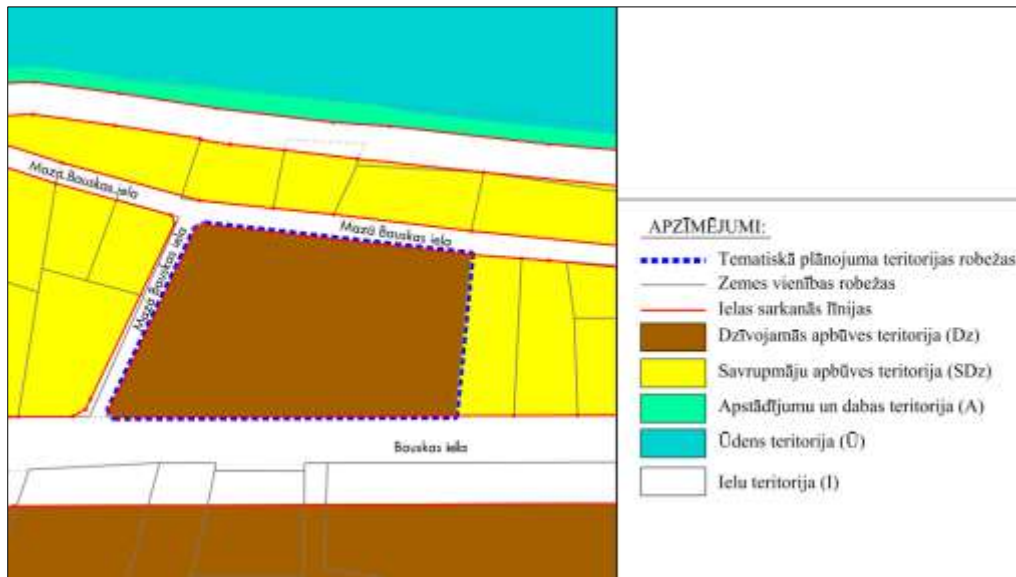 Mazā Bauskas iela
Mazā Bauskas iela
Mazā Bauskas iela
Bauskas iela
APZĪMĒJUMI:
Tematiskā plānojuma teritorijas robežas
Zemes vienības robežas
Ielas sarkanās līnijas
Dzīvojamās apbūves teritorija (Dz)
Savrupmāju apbūves teritorija (SDz)
Apstādījumu un dabas teritorija (A)
Ūdens teritorija (Ū)
Ielu teritorija (I)